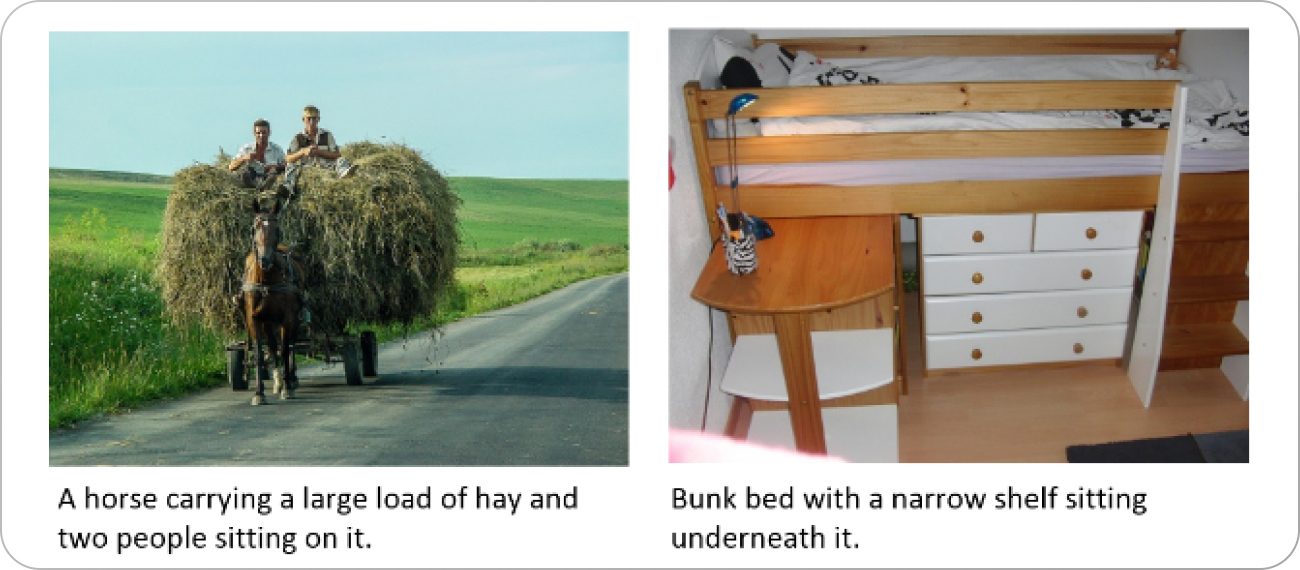 A horse carrying a large load of hay and
two people sitting on it.
Bunk bed with a narrow shelf sitting
underneath it.